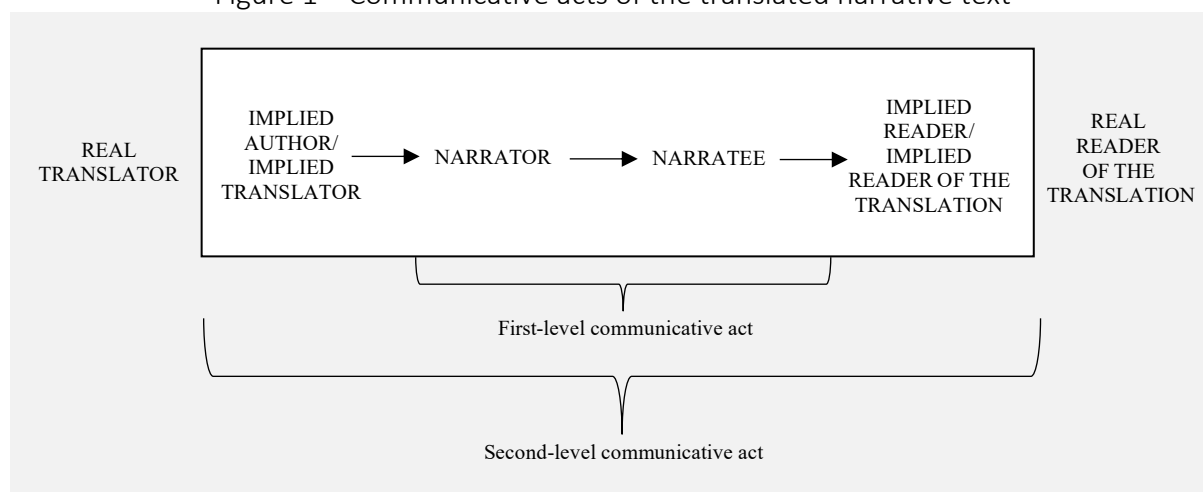 Figure 1 – Communicative acts of the translated narrative text
REAL
TRANSLATOR
IMPLIED
AUTHOR/
IMPLIED
TRANSLATOR
NARRATOR
NARRATEE
IMPLIED
READER/
IMPLIED
READER OF THE
TRANSLATION
REAL
READER
OF THE
TRANSLATION
First-level communicative act
Second-level communicative act